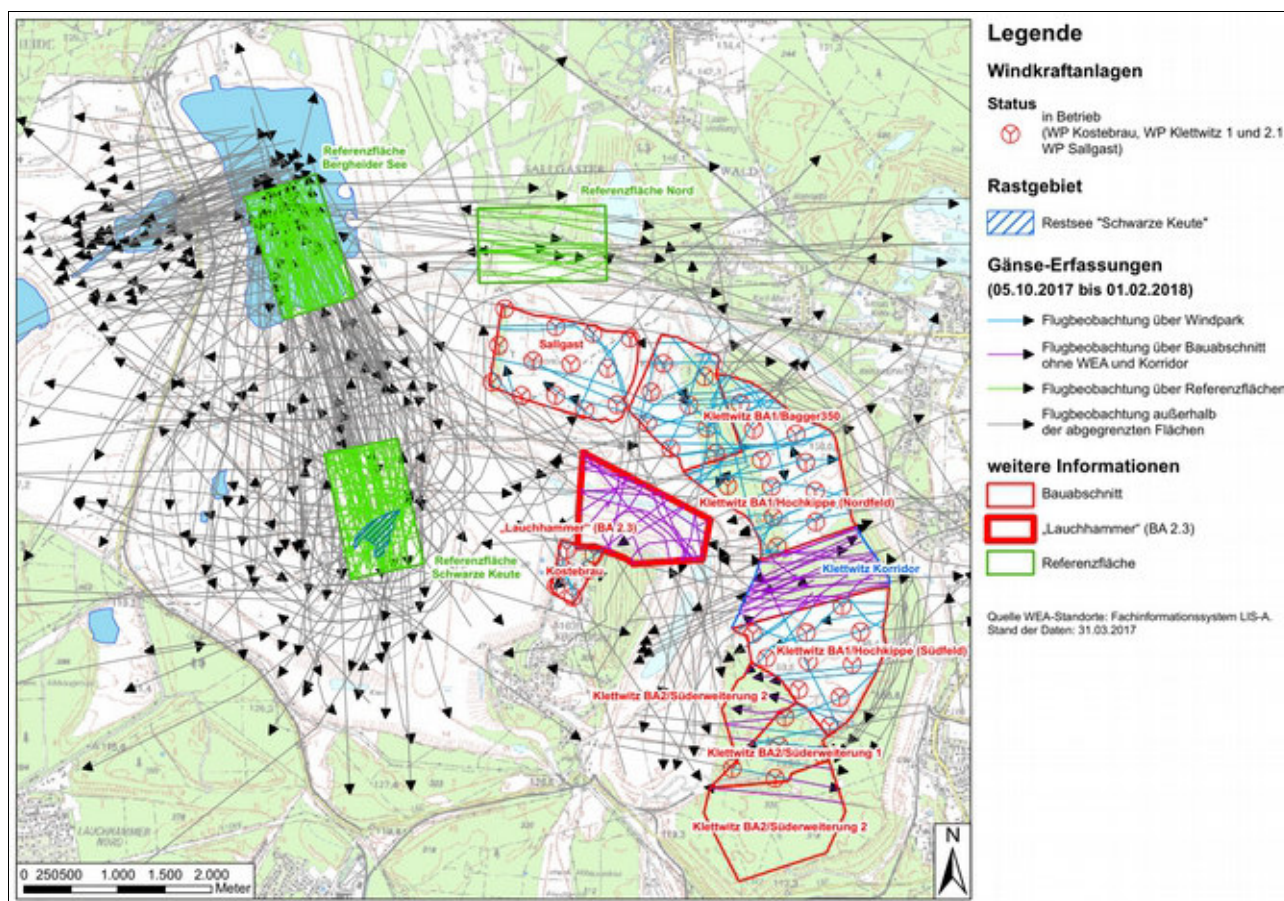 Referenzfläche
Bergheider See
SALLGASTER WALD
Referenzfläche Nord
Sallgast
Klettwitz BA1/Bagger350
Klettwitz BA1/Hochkippe (Nordfeld)
„Lauchhammer“ (BA 2.3)
Kostebrau
Referenzfläche
Schwarze Keute
Klettwitz Korridor
Klettwitz BA1/Hochkippe (Südfeld)
Klettwitz BA2/Süderweiterung 2
Klettwitz BA2/Süderweiterung 1
Klettwitz BA2/Süderweiterung 2
LAUCHHAMMER
NORD
0 250500 1.000 1.500 2.000
Meter
N
Legende
Windkraftanlagen
Status
in Betrieb
(WP Kostebrau, WP Klettwitz 1 und 2.1
WP Sallgast)
Rastgebiet
Restsee "Schwarze Keute"
Gänse-Erfassungen
(05.10.2017 bis 01.02.2018)
Flugbeobachtung über Windpark
Flugbeobachtung über Bauabschnitt
ohne WEA und Korridor
Flugbeobachtung über Referenzflächen
Flugbeobachtung außerhalb
der abgegrenzten Flächen
weitere Informationen
Bauabschnitt
„Lauchhammer“ (BA 2.3)
Referenzfläche
Quelle WEA-Standorte: Fachinformationssystem LIS-A.
Stand der Daten: 31.03.2017